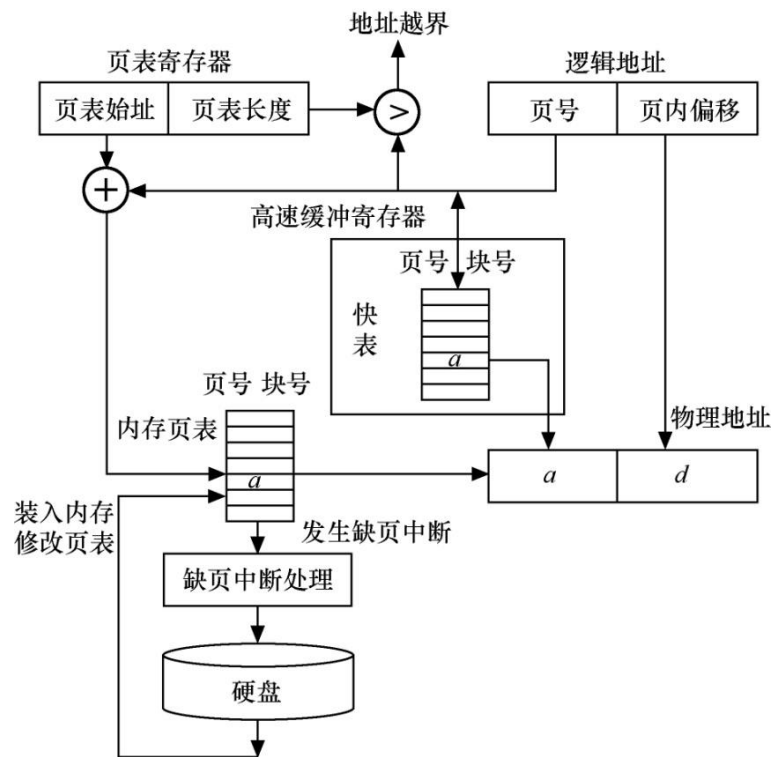 地址越界
页表寄存器
逻辑地址
页表始址 页表长度
>
页号 页内偏移
+
高速缓冲寄存器
页号 块号
快表
a
页号 块号
内存页表
a
物理地址
a d
装入内存
修改页表
发生缺页中断
缺页中断处理
硬盘